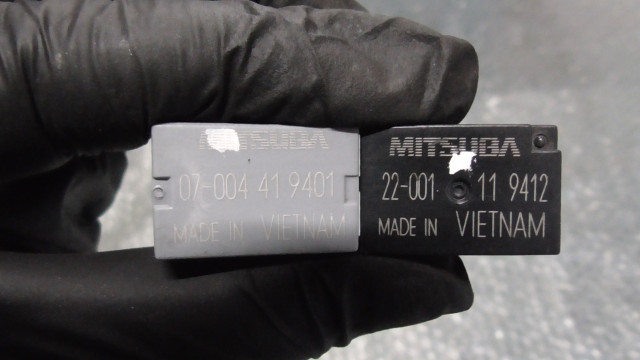 MITSUBA
07-004 41 9401
MADE IN VIETNAM
MITSUBA
22-001 11 9412
MADE IN VIETNAM